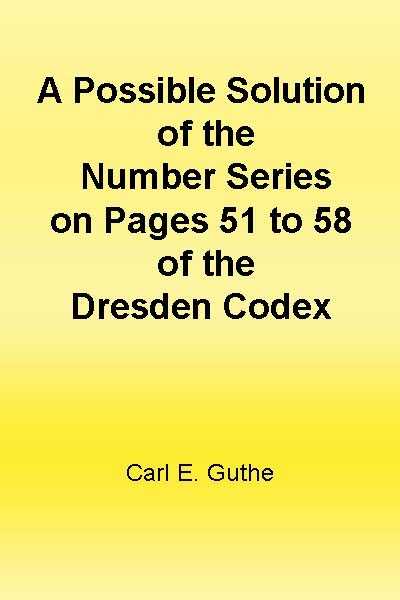 A Possible Solution
of the
Number Series
on Pages 51 to 58
of the
Dresden Codex
Carl E. Guthe